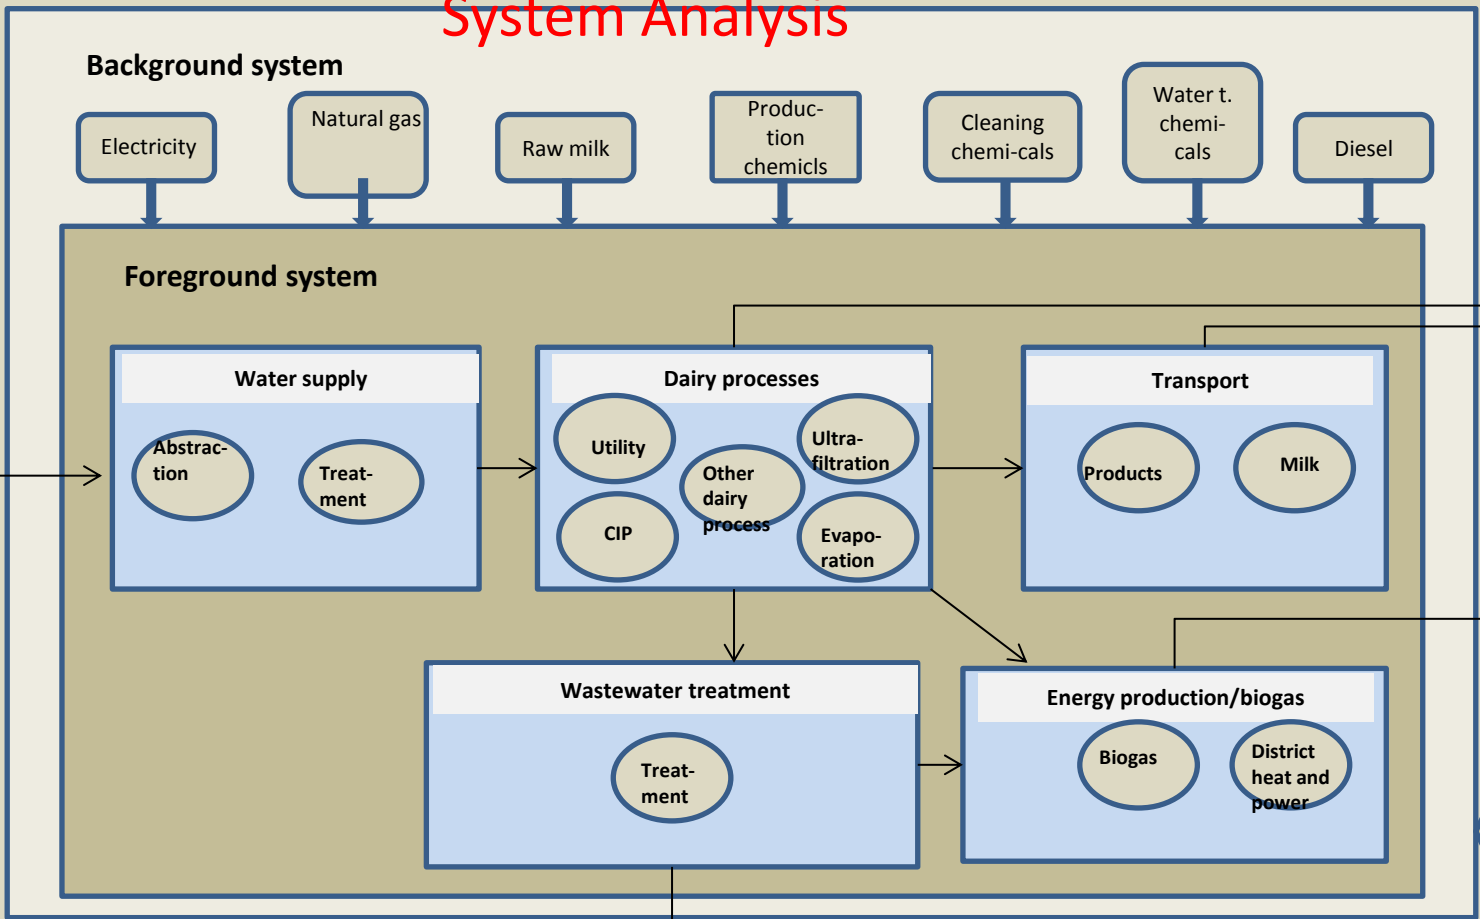 System Analysis
Background system
Electricity
Natural gas
Raw milk
Produc-
tion
chemicls
Cleaning
chemi-cals
Water t.
chemi-
cals
Diesel
Foreground system
Water supply
Abstrac-
tion
Treat-
ment
Dairy processes
Utility
Ultra-
filtration
Other
dairy
process
CIP
Evapo-
ration
Transport
Products
Milk
Wastewater treatment
Treat-
ment
Energy production/biogas
Biogas
District
heat and
power